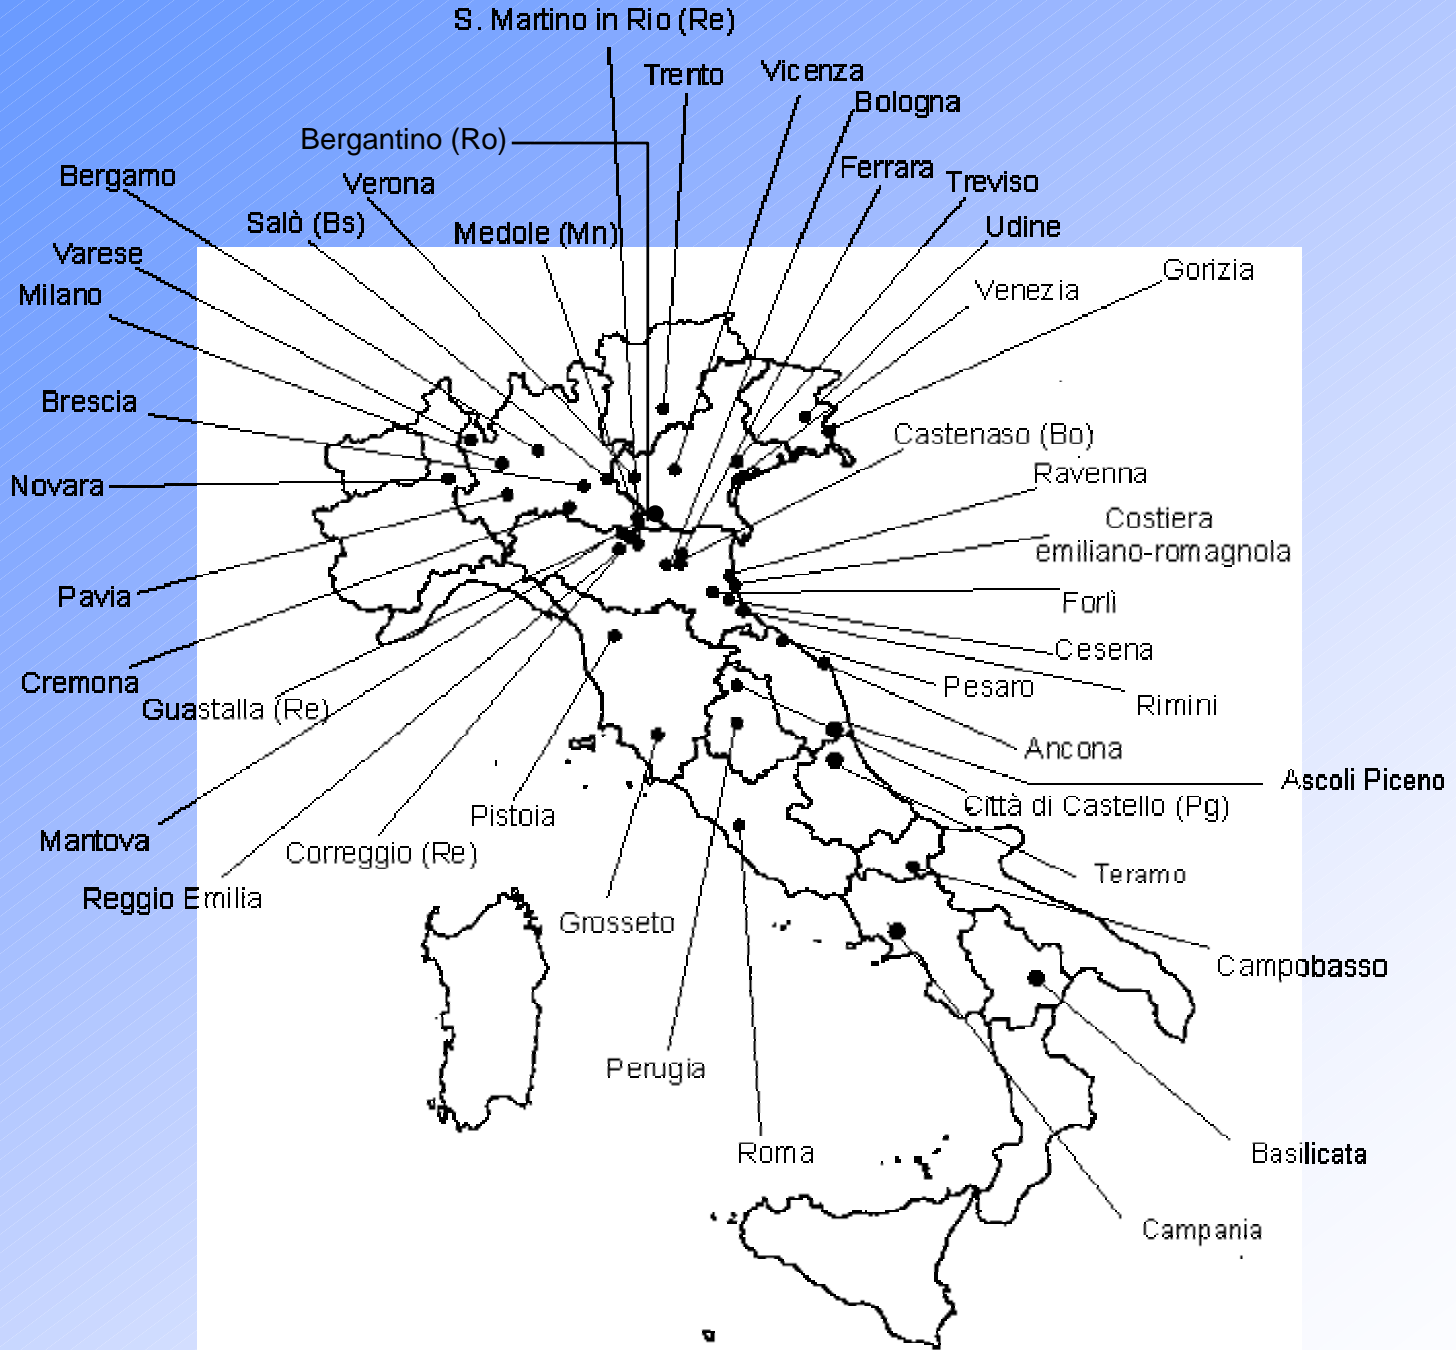 S. Martino in Rio (Re)
Trento
Vicenza
Bologna
Bergantino (Ro)
Ferrara
Bergamo
Verona
Treviso
Salò (Bs)
Medole (Mn)
Udine
Varese
Gorizia
Milano
Venezia
Brescia
Castenaso (Bo)
Novara
Ravenna
Costiera
emiliano-romagnola
Pavia
Forlì
Cesena
Cremona
Pesaro
Guastalla (Re)
Rimini
Ancona
Ascoli Piceno
Pistoia
Città di Castello (Pg)
Mantova
Correggio (Re)
Teramo
Reggio Emilia
Grosseto
Campobasso
Perugia
Roma
Basilicata
Campania